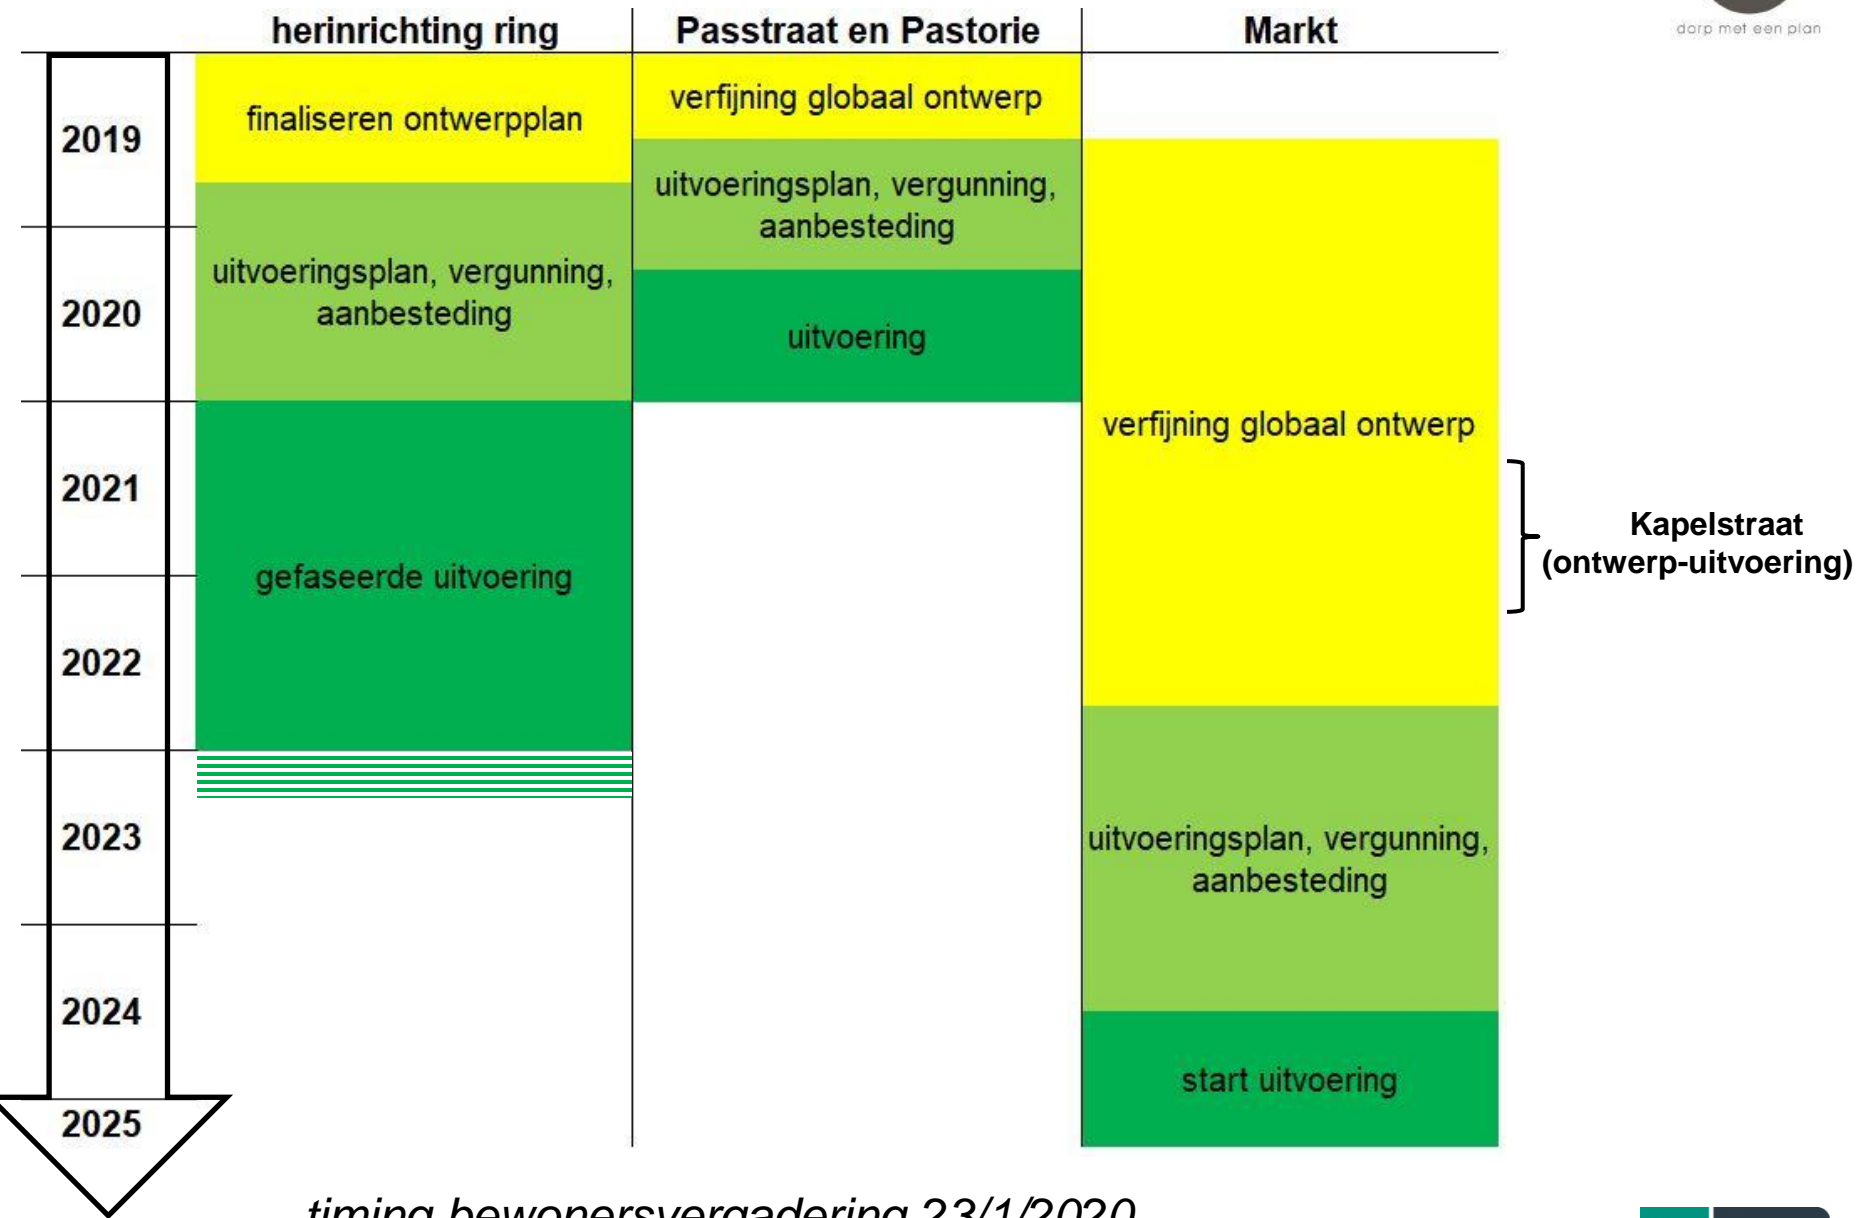 dorp met een plan
herinrichting ring
Passtraat en Pastorie
Markt
2019
2020
2021
2022
2023
2024
2025
finaliseren ontwerpplan
uitvoeringsplan, vergunning,
aanbesteding
gefaseerde uitvoering
verfijning globaal ontwerp
uitvoeringsplan, vergunning,
aanbesteding
uitvoering
verfijning globaal ontwerp
uitvoeringsplan, vergunning,
aanbesteding
start uitvoering
Kapelstraat
(ontwerp-uitvoering)
timing bewonersvergadering 23/1/2020